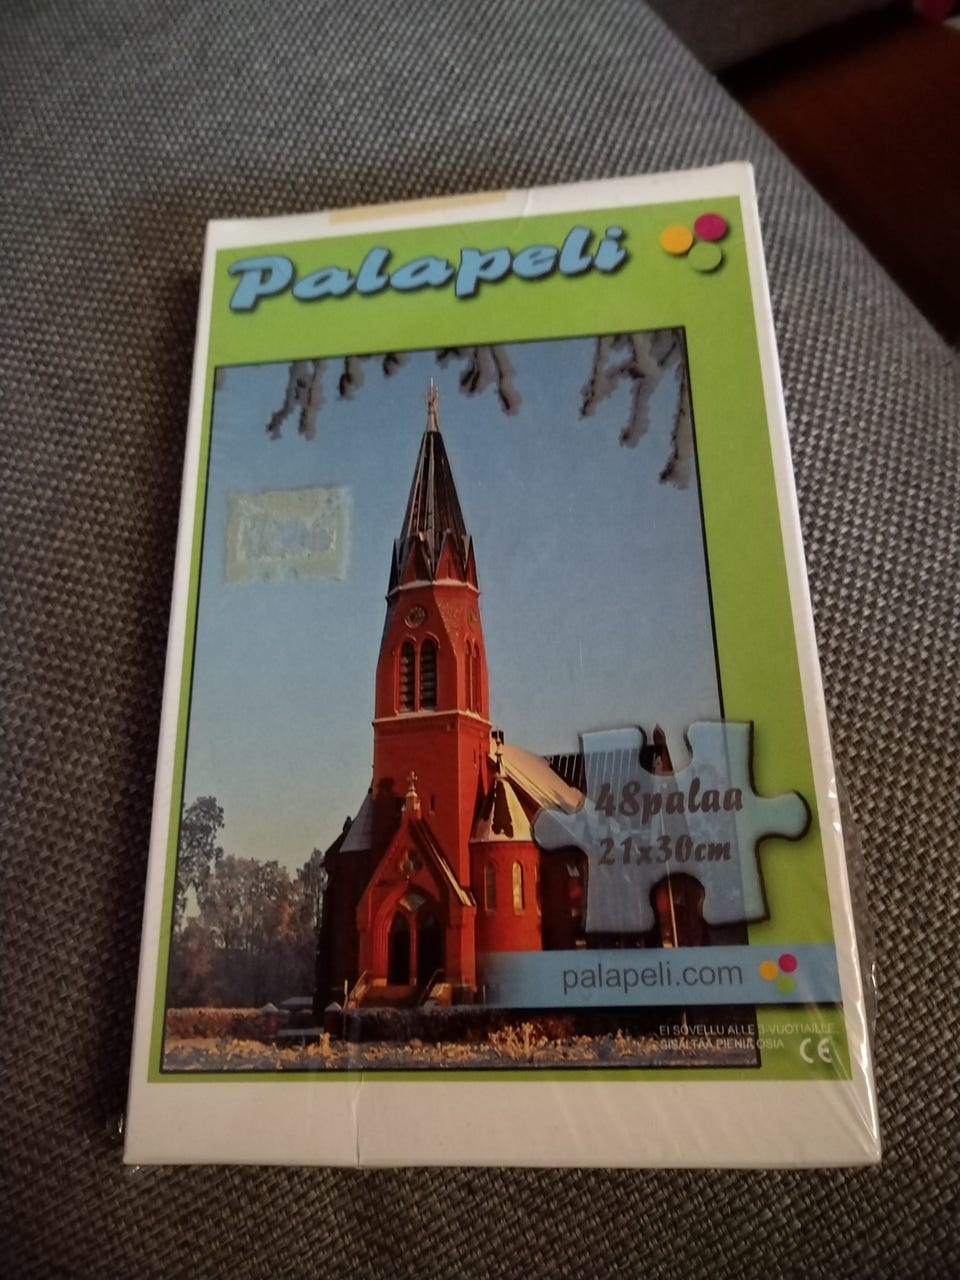 Palapeli
48palaa
21x30cm
palapeli.com
EI SOVELLU ALLE 3-VUOTIAILLE
SISÄLTÄÄ PIENIÄ OSIA
CE